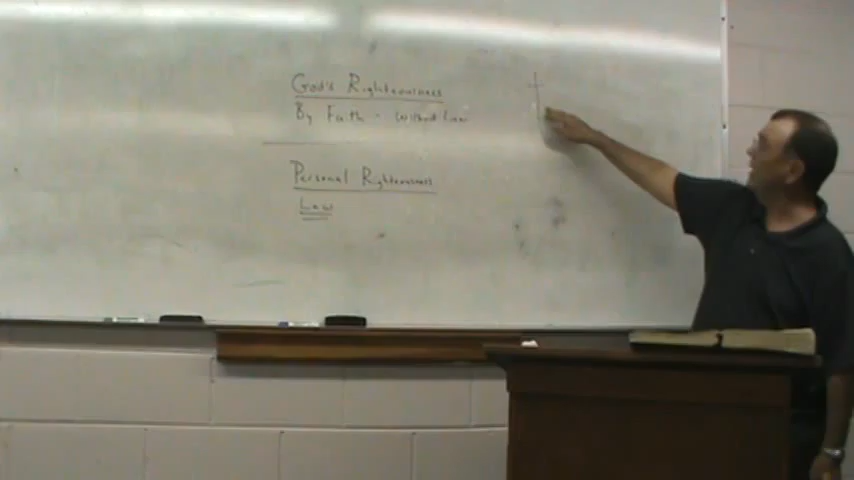 God's Righteousness
By Faith - Without Law
Personal Righteousness
Law